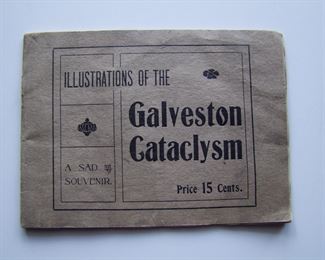 ILLUSTRATIONS OF THE
Galveston
Cataclysm
A SAD
SOUVENIR.
Price 15 Cents.